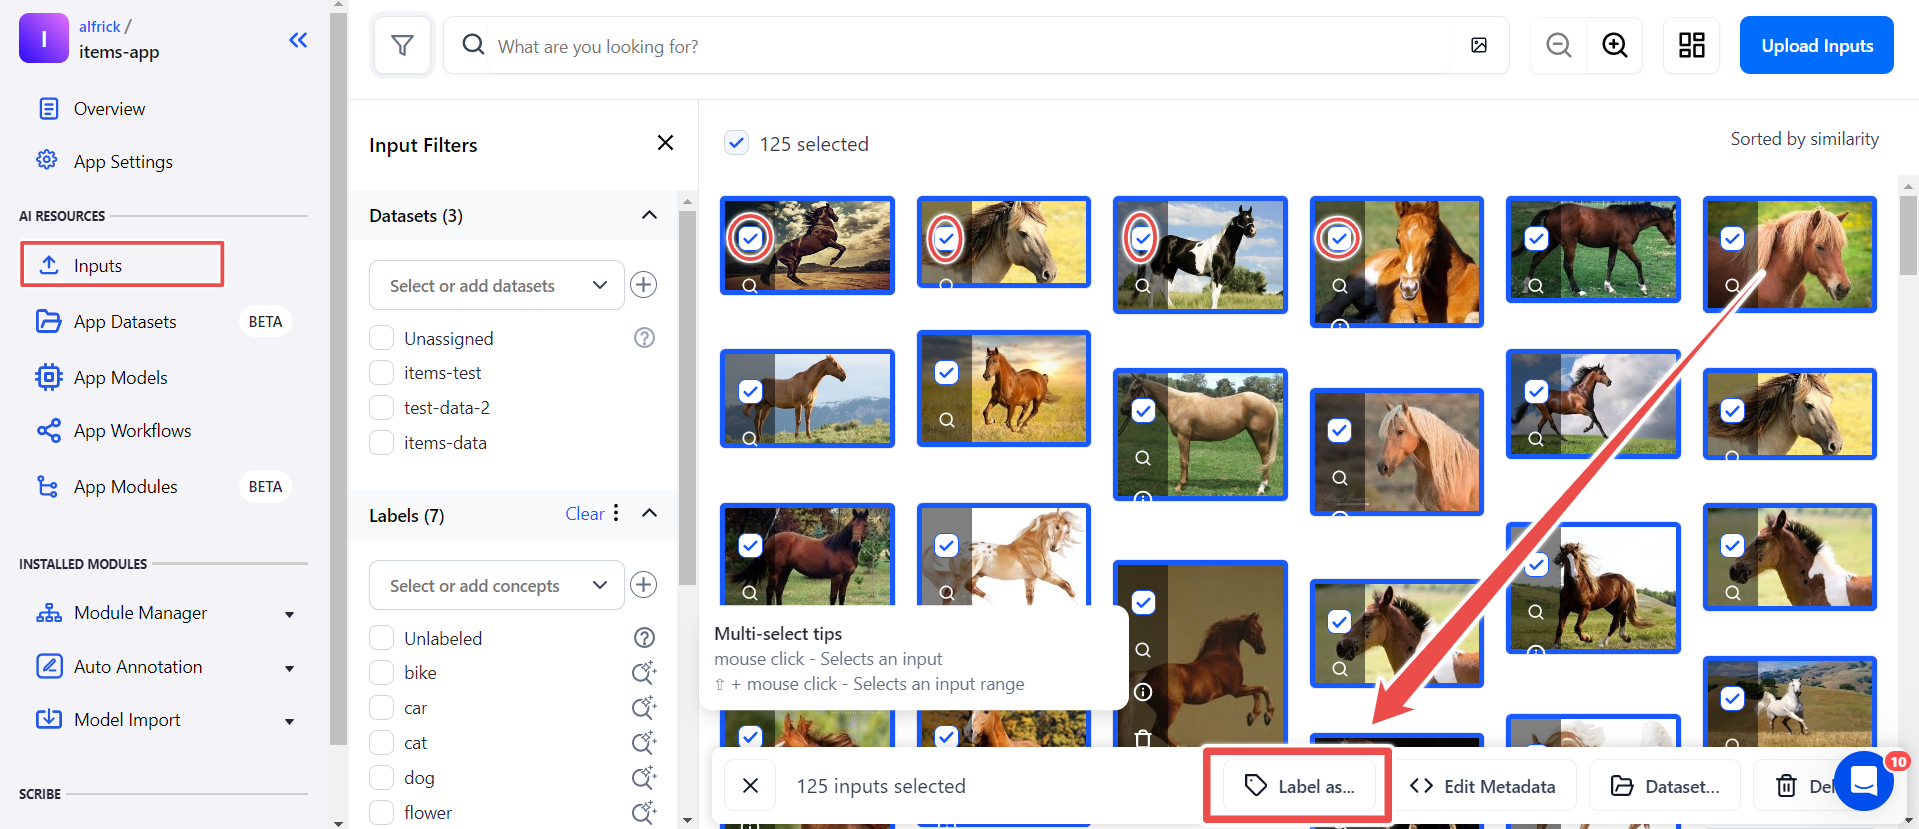 I
alfrick /
items-app
Overview
App Settings
AI RESOURCES
Inputs
App Datasets BETA
App Models
App Workflows
App Modules BETA
INSTALLED MODULES
Module Manager
Auto Annotation
Model Import
SCRIBE
What are you looking for?
Upload Inputs
Input Filters
Datasets (3)
Select or add datasets
Unassigned
items-test
test-data-2
items-data
Labels (7) Clear
Select or add concepts
Unlabeled
bike
car
cat
dog
flower
125 selected
Sorted by similarity
Multi-select tips
mouse click - Selects an input
⇧ + mouse click - Selects an input range
125 inputs selected
Label as...
Edit Metadata
Dataset...
10